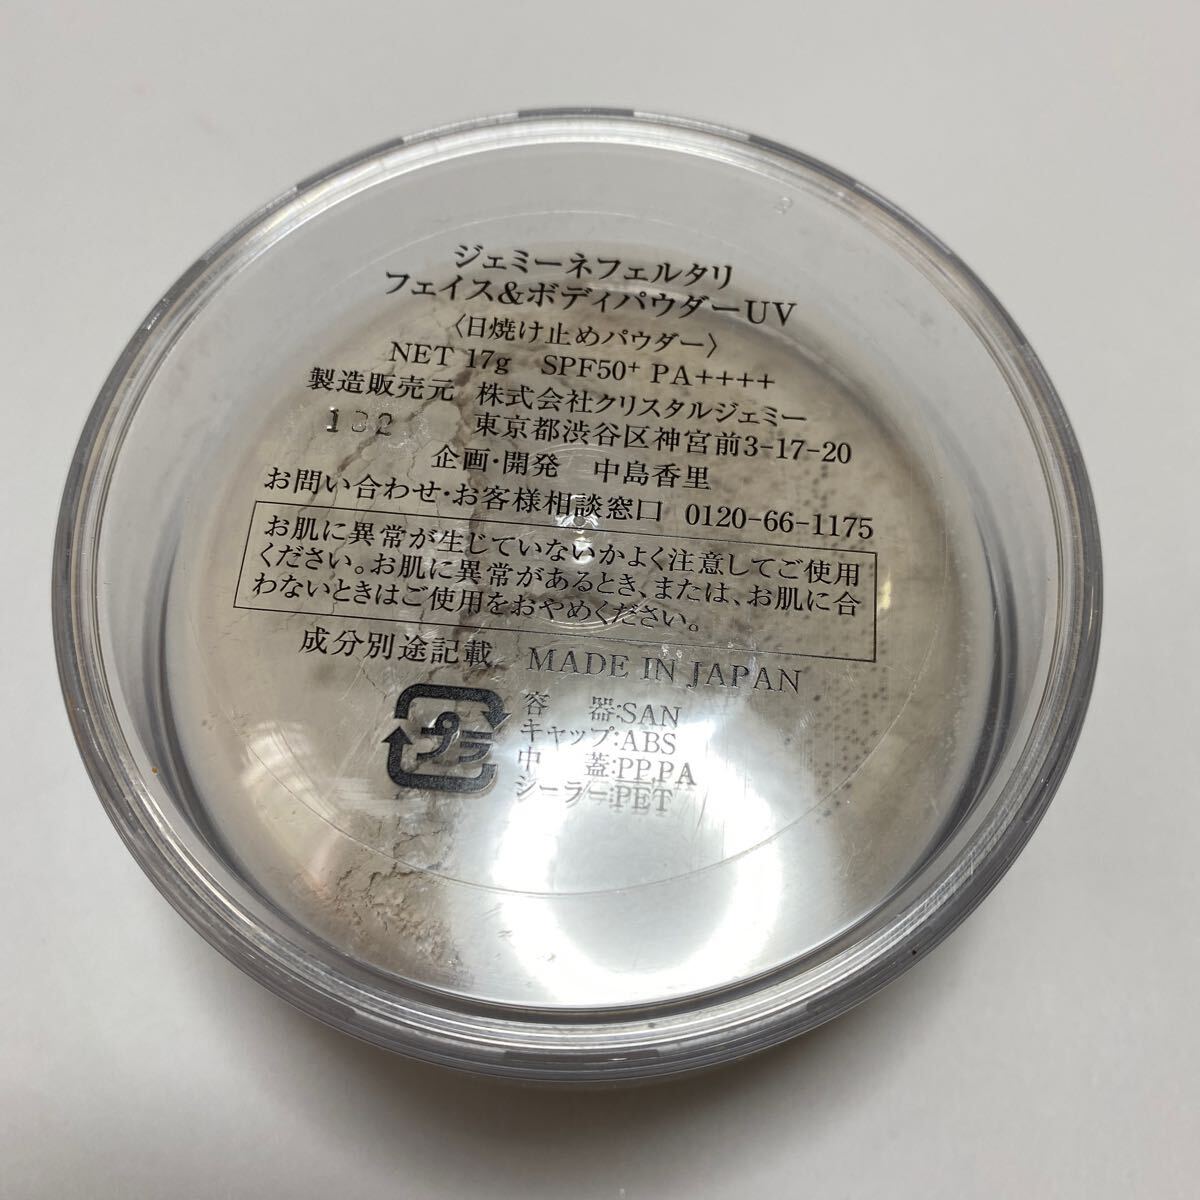 ジェミーネフェルタリ
フェイス&ボディパウダーUV
〈日焼け止めパウダー〉
NET 17g SPF50+ PA++++
製造販売元 株式会社クリスタルジェミー
東京都渋谷区神宮前3-17-20
企画・開発 中島香里
お問い合わせ・お客様相談窓口 0120-66-1175
お肌に異常が生じていないかよく注意してご使用
ください。お肌に異常があるとき、または、お肌に合
わないときはご使用をおやめください。
成分別途記載 MADE IN JAPAN
プラ
容器:SAN
キャップ:ABS
中蓋:PP,PA
シーラー:PET